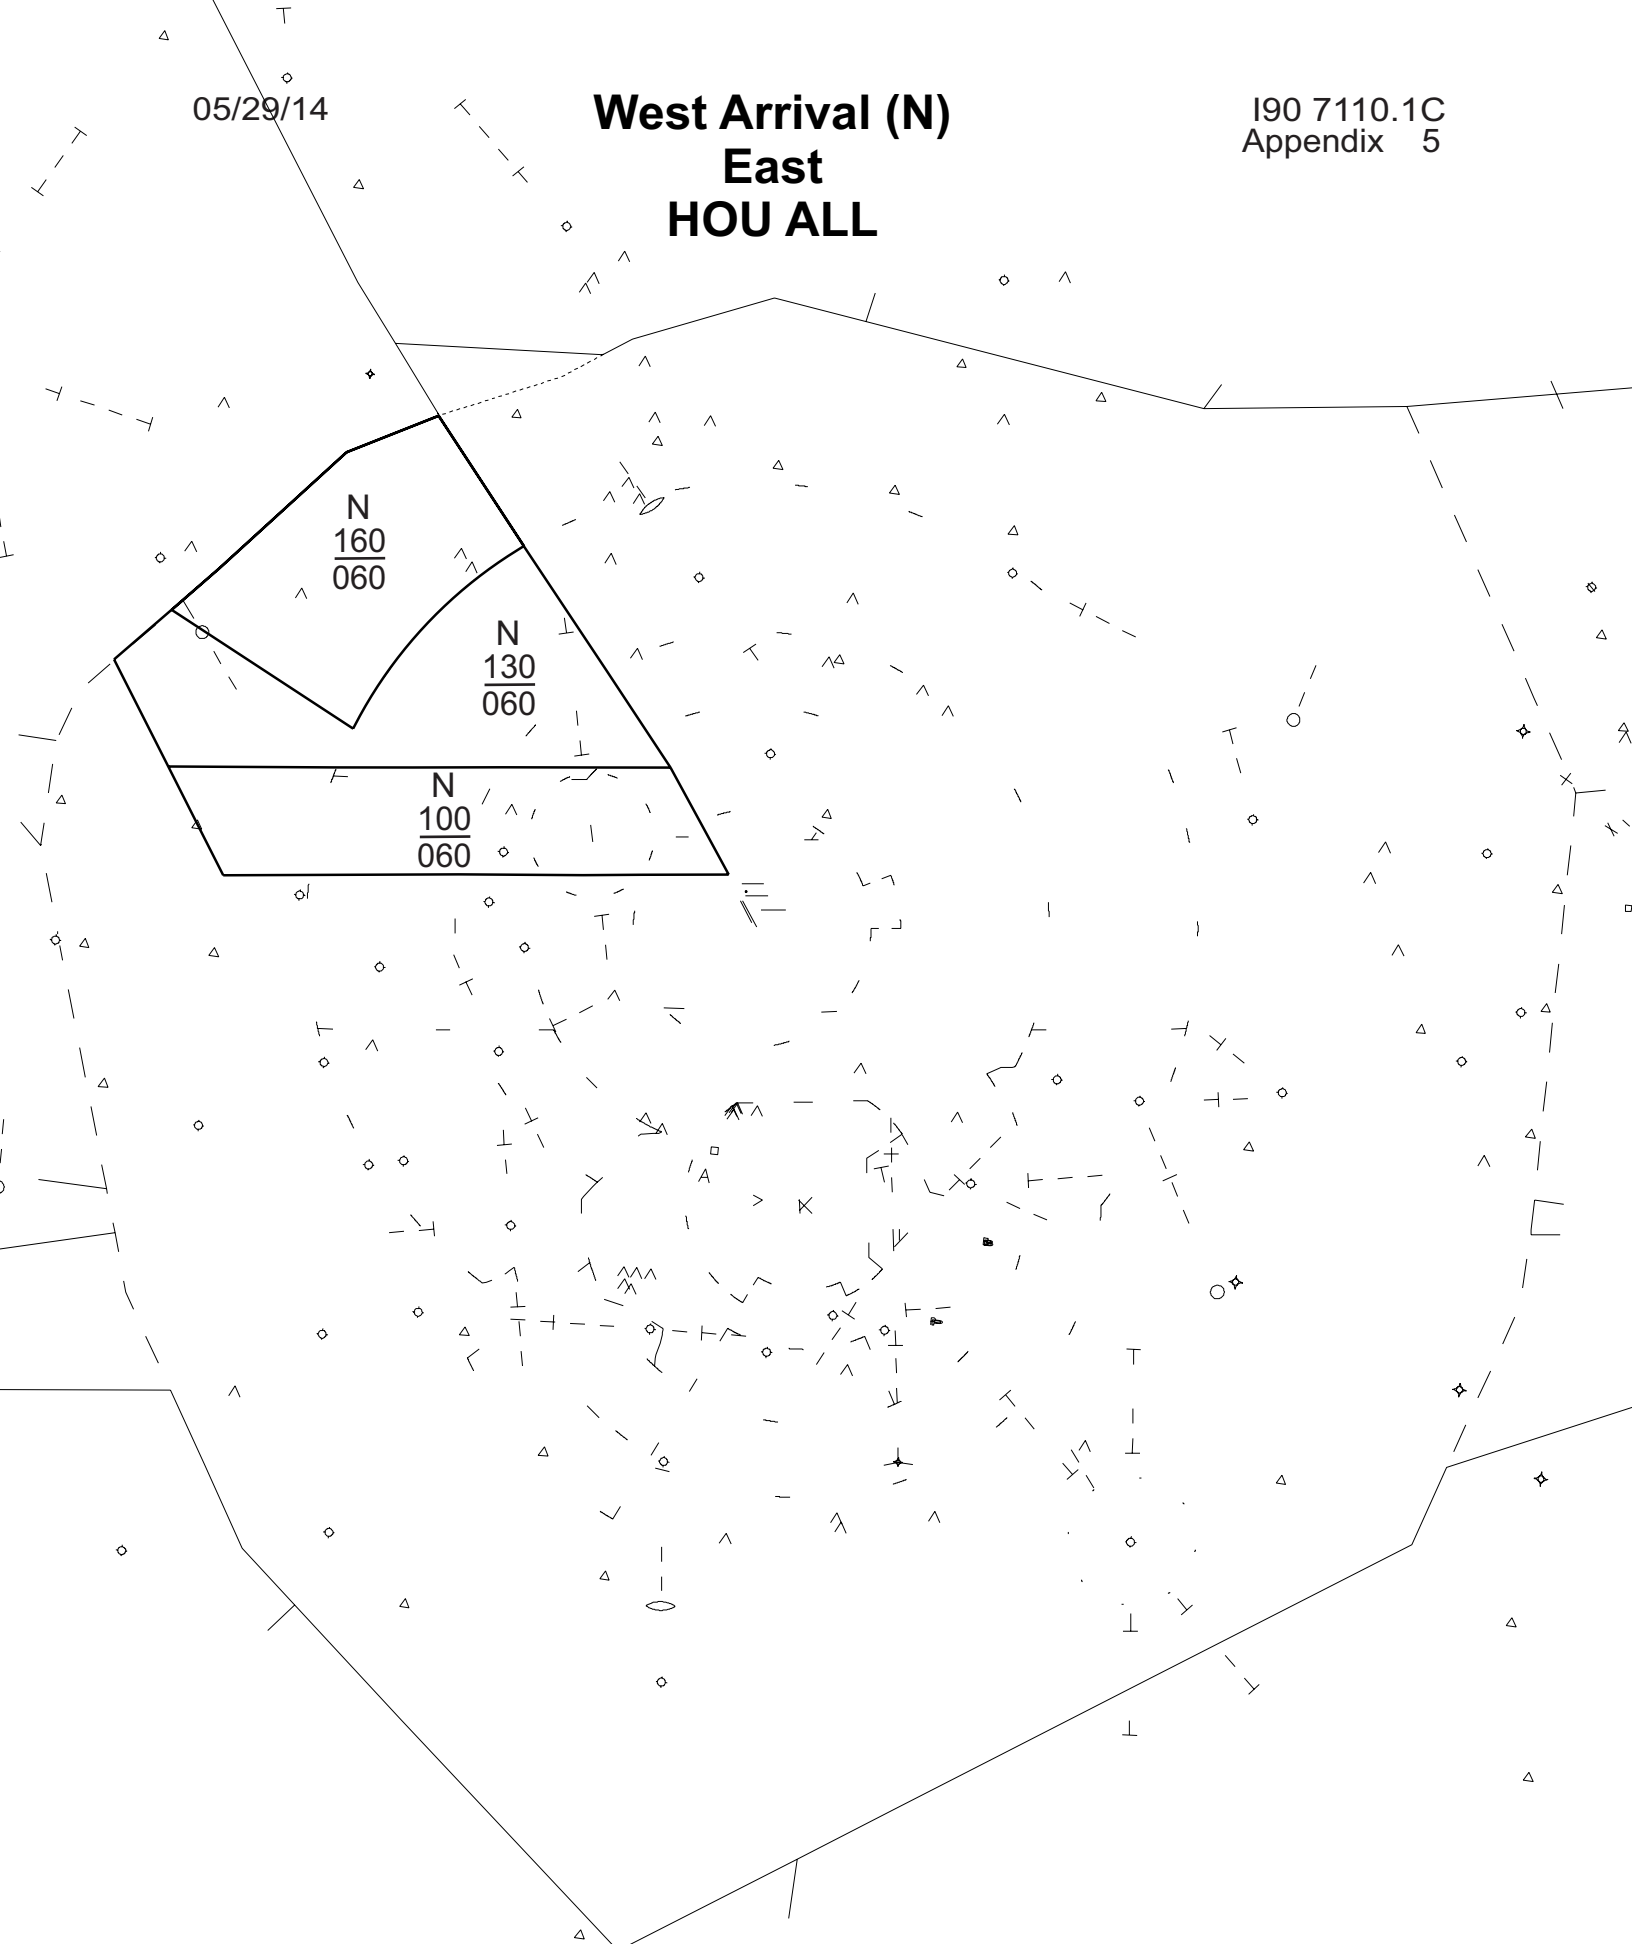 05/29/14
West Arrival (N)
East
HOU ALL
I90 7110.1C
Appendix 5
N
160
060
N
130
060
N
100
060